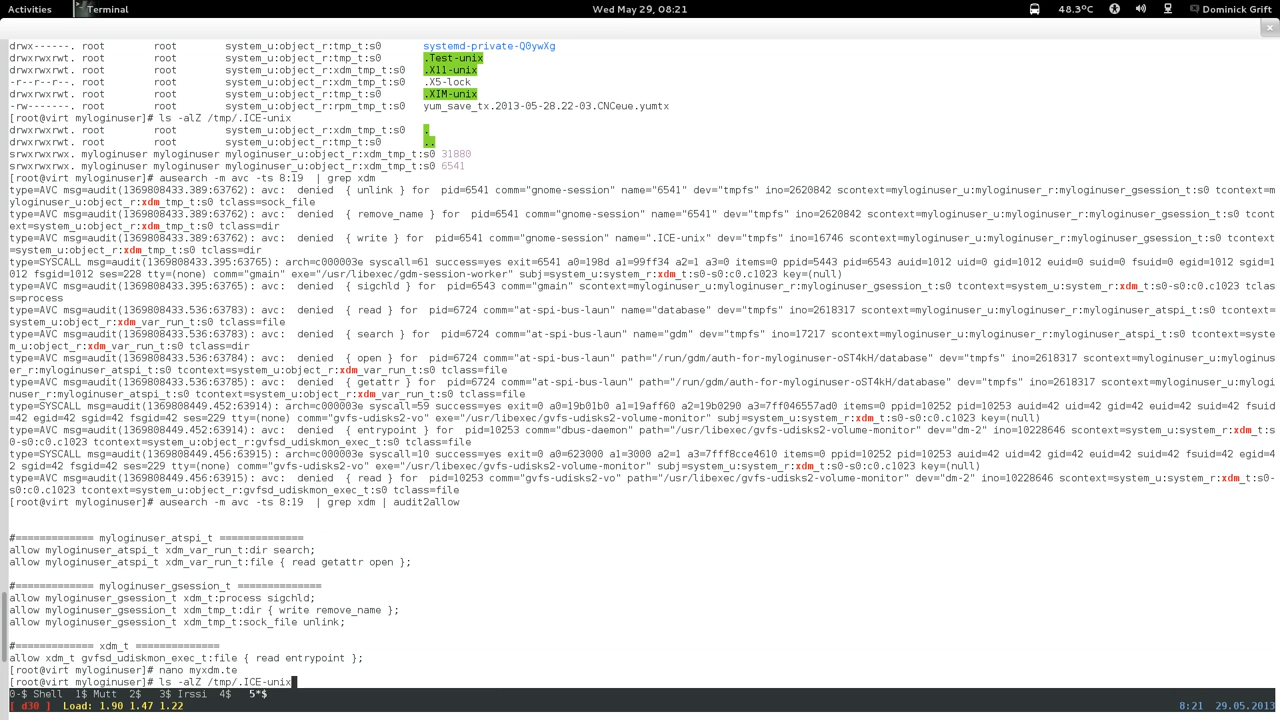 Activities Terminal Wed May 29, 08:21 48.3°C Dominick Grift
drwx------. root root system_u:object_r:tmp_t:s0 systemd-private-Q0ywXg
drwxrwxrwt. root root system_u:object_r:tmp_t:s0 .Test-unix
drwxrwxrwt. root root system_u:object_r:xdm_tmp_t:s0 .X11-unix
-r--r--r--. root root system_u:object_r:xdm_tmp_t:s0 .X5-lock
drwxrwxrwt. root root system_u:object_r:tmp_t:s0 .XIM-unix
-rw-------. root root system_u:object_r:rpm_tmp_t:s0 yum_save_tx.2013-05-28.22-03.CNCeue.yumtx
[root@virt myloginuser]# ls -alZ /tmp/.ICE-unix
drwxrwxrwt. root root system_u:object_r:xdm_tmp_t:s0 .
drwxrwxrwt. root root system_u:object_r:tmp_t:s0 ..
srwxrwxrwx. myloginuser myloginuser myloginuser_u:object_r:xdm_tmp_t:s0 31880
srwxrwxrwx. myloginuser myloginuser myloginuser_u:object_r:xdm_tmp_t:s0 6541
[root@virt myloginuser]# ausearch -m avc -ts 8:19 | grep xdm
type=AVC msg=audit(1369808433.389:63762): avc: denied { unlink } for pid=6541 comm="gnome-session" name="6541" dev="tmpfs" ino=2620842 scontext=myloginuser_u:myloginuser_r:myloginuser_gsession_t:s0 tcontext=m
yloginuser_u:object_r:xdm_tmp_t:s0 tclass=sock_file
type=AVC msg=audit(1369808433.389:63762): avc: denied { remove_name } for pid=6541 comm="gnome-session" name="6541" dev="tmpfs" ino=2620842 scontext=myloginuser_u:myloginuser_r:myloginuser_gsession_t:s0 tcont
ext=system_u:object_r:xdm_tmp_t:s0 tclass=dir
type=AVC msg=audit(1369808433.389:63762): avc: denied { write } for pid=6541 comm="gnome-session" name=".ICE-unix" dev="tmpfs" ino=16746 scontext=myloginuser_u:myloginuser_r:myloginuser_gsession_t:s0 tcontext
=system_u:object_r:xdm_tmp_t:s0 tclass=dir
type=SYSCALL msg=audit(1369808433.395:63765): arch=c000003e syscall=61 success=yes exit=6541 a0=198d a1=99ff34 a2=1 a3=0 items=0 ppid=5443 pid=6543 auid=1012 uid=0 gid=1012 euid=0 suid=0 fsuid=0 egid=1012 sgid=1
012 fsgid=1012 ses=228 tty=(none) comm="gmain" exe="/usr/libexec/gdm-session-worker" subj=system_u:system_r:xdm_t:s0-s0:c0.c1023 key=(null)
type=AVC msg=audit(1369808433.395:63765): avc: denied { sigchld } for pid=6543 comm="gmain" scontext=myloginuser_u:myloginuser_r:myloginuser_gsession_t:s0 tcontext=system_u:system_r:xdm_t:s0-s0:c0.c1023 tclas
s=process
type=AVC msg=audit(1369808433.536:63783): avc: denied { read } for pid=6724 comm="at-spi-bus-laun" name="database" dev="tmpfs" ino=2618317 scontext=myloginuser_u:myloginuser_r:myloginuser_atspi_t:s0 tcontext=
system_u:object_r:xdm_var_run_t:s0 tclass=file
type=AVC msg=audit(1369808433.536:63783): avc: denied { search } for pid=6724 comm="at-spi-bus-laun" name="gdm" dev="tmpfs" ino=17217 scontext=myloginuser_u:myloginuser_r:myloginuser_atspi_t:s0 tcontext=syste
m_u:object_r:xdm_var_run_t:s0 tclass=dir
type=AVC msg=audit(1369808433.536:63784): avc: denied { open } for pid=6724 comm="at-spi-bus-laun" path="/run/gdm/auth-for-myloginuser-oST4kH/database" dev="tmpfs" ino=2618317 scontext=myloginuser_u:myloginus
er_r:myloginuser_atspi_t:s0 tcontext=system_u:object_r:xdm_var_run_t:s0 tclass=file
type=AVC msg=audit(1369808433.536:63785): avc: denied { getattr } for pid=6724 comm="at-spi-bus-laun" path="/run/gdm/auth-for-myloginuser-oST4kH/database" dev="tmpfs" ino=2618317 scontext=myloginuser_u:mylogi
nuser_r:myloginuser_atspi_t:s0 tcontext=system_u:object_r:xdm_var_run_t:s0 tclass=file
type=SYSCALL msg=audit(1369808449.452:63914): arch=c000003e syscall=59 success=yes exit=0 a0=19b01b0 a1=19aff60 a2=19b0290 a3=7ff046557ad0 items=0 ppid=10252 pid=10253 auid=42 uid=42 gid=42 euid=42 suid=42 fsuid=
42 egid=42 sgid=42 fsgid=42 ses=229 tty=(none) comm="gvfs-udisks2-vo" exe="/usr/libexec/gvfs-udisks2-volume-monitor" subj=system_u:system_r:xdm_t:s0-s0:c0.c1023 key=(null)
type=AVC msg=audit(1369808449.452:63914): avc: denied { entrypoint } for pid=10253 comm="dbus-daemon" path="/usr/libexec/gvfs-udisks2-volume-monitor" dev="dm-2" ino=10228646 scontext=system_u:system_r:xdm_t:s
0-s0:c0.c1023 tcontext=system_u:object_r:gvfsd_udiskmon_exec_t:s0 tclass=file
type=SYSCALL msg=audit(1369808449.456:63915): arch=c000003e syscall=10 success=yes exit=0 a0=623000 a1=3000 a2=1 a3=7fff8cce4610 items=0 ppid=10252 pid=10253 auid=42 uid=42 gid=42 euid=42 suid=42 fsuid=42 egid=4
2 sgid=42 fsgid=42 ses=229 tty=(none) comm="gvfs-udisks2-vo" exe="/usr/libexec/gvfs-udisks2-volume-monitor" subj=system_u:system_r:xdm_t:s0-s0:c0.c1023 key=(null)
type=AVC msg=audit(1369808449.456:63915): avc: denied { read } for pid=10253 comm="gvfs-udisks2-vo" path="/usr/libexec/gvfs-udisks2-volume-monitor" dev="dm-2" ino=10228646 scontext=system_u:system_r:xdm_t:s0-
s0:c0.c1023 tcontext=system_u:object_r:gvfsd_udiskmon_exec_t:s0 tclass=file
[root@virt myloginuser]# ausearch -m avc -ts 8:19 | grep xdm | audit2allow
#============= myloginuser_atspi_t ==============
allow myloginuser_atspi_t xdm_var_run_t:dir search;
allow myloginuser_atspi_t xdm_var_run_t:file { read getattr open };
#============= myloginuser_gsession_t ==============
allow myloginuser_gsession_t xdm_t:process sigchld;
allow myloginuser_gsession_t xdm_tmp_t:dir { write remove_name };
allow myloginuser_gsession_t xdm_tmp_t:sock_file unlink;
#============= xdm_t ==============
allow xdm_t gvfsd_udiskmon_exec_t:file { read entrypoint };
[root@virt myloginuser]# nano myxdm.te
[root@virt myloginuser]# ls -alZ /tmp/.ICE-unix
0-$ Shell 1$ Mutt 2$ 3$ Irssi 4$ 5*$
[ d30 ] Load: 1.90 1.47 1.22 8:21 29.05.2013